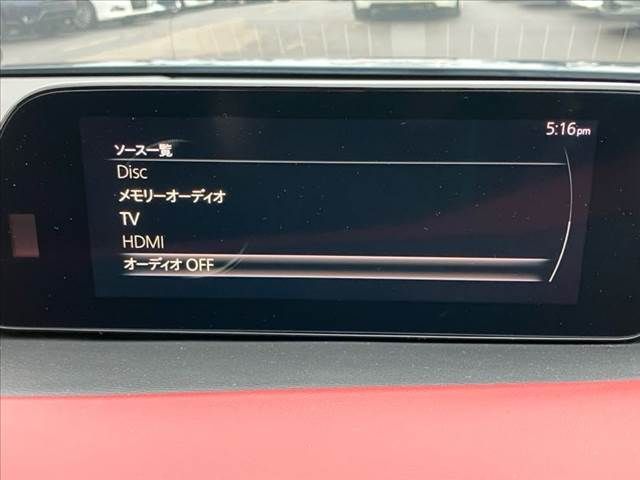 5:16pm
ソース一覧
Disc
メモリーオーディオ
TV
HDMI
オーディオ OFF